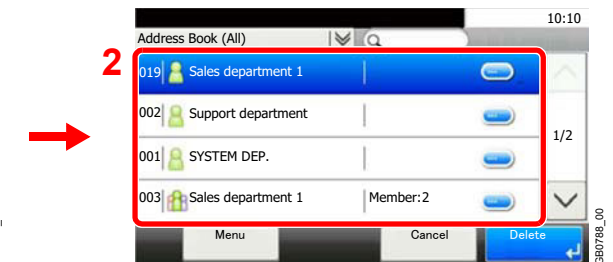 10:10
Address Book (All)
2
019 Sales department 1
002 Support department
1/2
001 SYSTEM DEP.
003 Sales department 1 Member:2
Menu Cancel Delete
GB0788_00